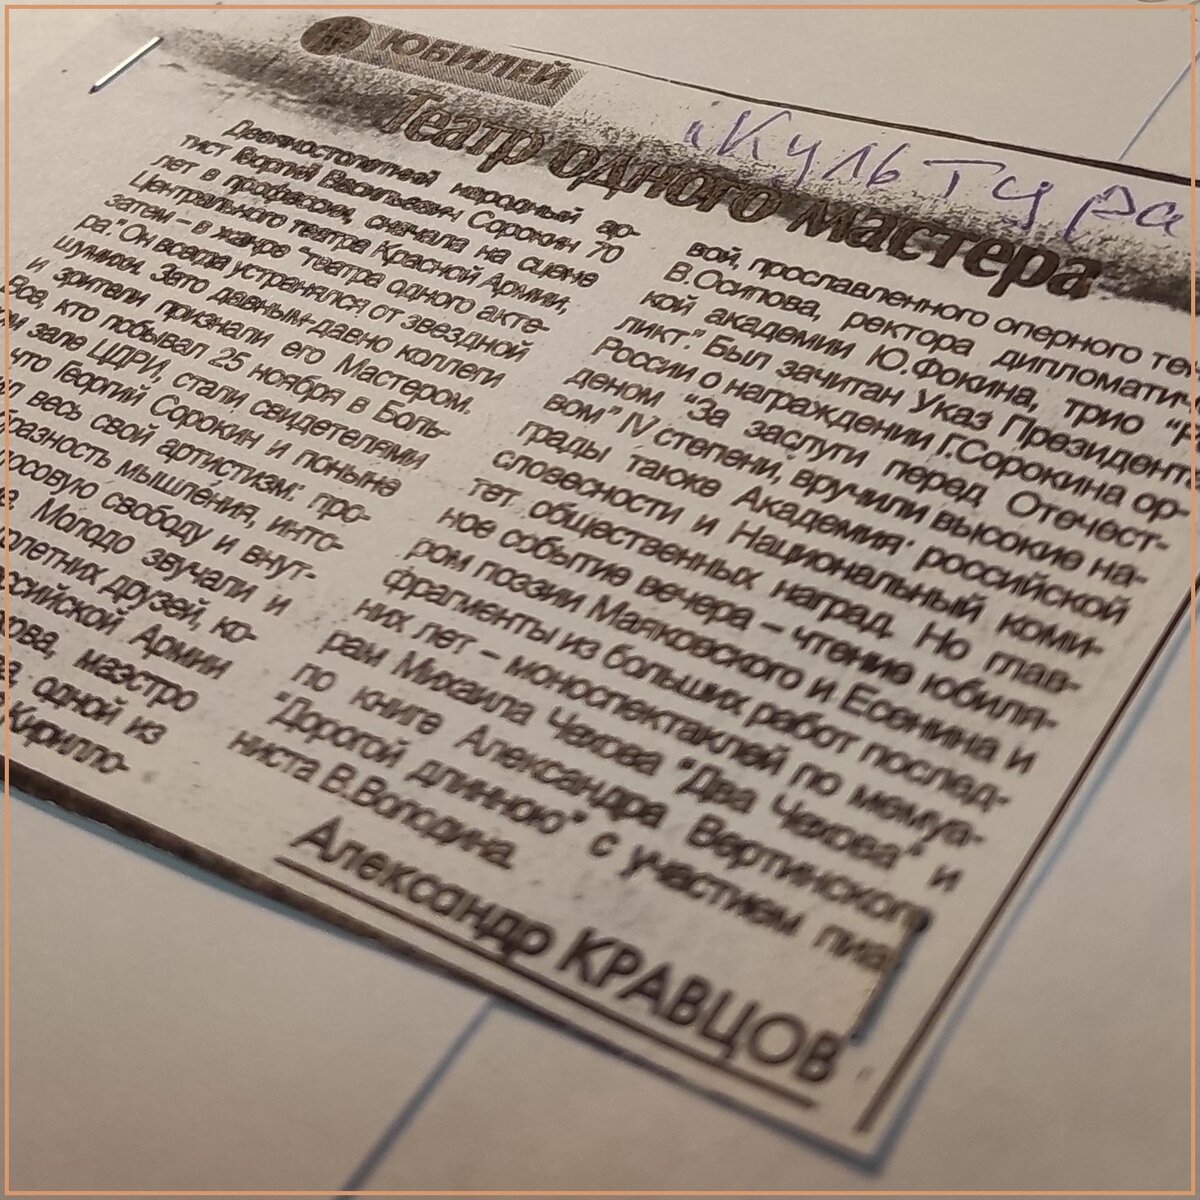 ЮБИЛЕЙ
"Культура
Театр одного мастера
Девяностолетний народный ар-
тист Георгий Васильевич Сорокин 70
лет в профессии, сначала на сцене
Центрального театра Красной Армии,
затем – в жанре "театра одного акте-
ра." Он всегда устранялся от звездной
шумихи. Зато давным-давно коллеги
и зрители признали его Мастером.
Все, кто побывал 25 ноября в Боль-
зале ЦДРИ, стали свидетелями
что Георгий Сорокин и поныне
весь свой артистизм: про-
мышления, инто-
свободу и внут-
Молодо звучали и
друзей, ко-
Армии
маэстро
одной из
Кирилло-
вой, прославленного оперного
В.Осипова, ректора дипломатиче-
кой академии Ю.Фокина, трио
ликт". Был зачитан Указ Президента
России о награждении Г.Сорокина ор-
деном "За заслуги перед Отечест-
вом" IV степени, вручили высокие на-
грады также Академия российской
словесности и Национальный коми-
тет общественных наград. Но глав-
ное событие вечера – чтение юбиля-
ром поэзии Маяковского и Есенина и
фрагменты из больших работ послед-
них лет – моноспектаклей по мемуа-
рам Михаила Чехова "Два Чехова" и
по книге Александра Вертинского
"Дорогой длинною" с участием пиа-
ниста В.Володина.
Александр КРАВЦОВ